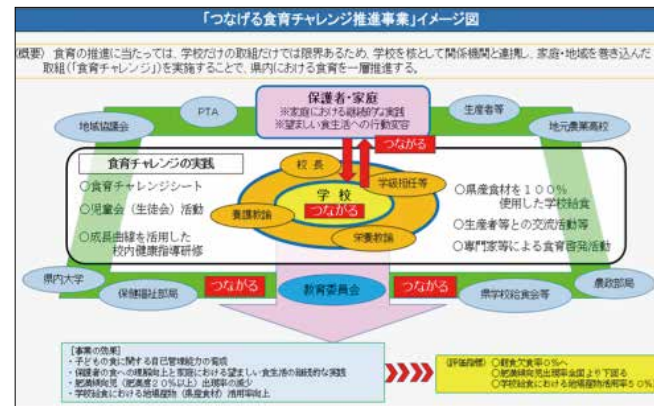 「つなげる食育チャレンジ推進事業」イメージ図
(概要) 食育の推進に当たっては、学校だけの取組だけでは限界あるため、学校を核として関係機関と連携し、家庭・地域を巻き込んだ
取組(「食育チャレンジ」)を実施することで、県内における食育を一層推進する。
保護者・家庭
※家庭における継続的な実践
※望ましい食生活への行動変容
PTA
生産者等
地域協議会
地元農業高校
つながる
食育チャレンジの実践
○食育チャレンジシート
○児童会(生徒会)活動
○成長曲線を活用した
校内健康指導研修
校長
学級担任等
学校
つながる
養護教諭
栄養教諭
○県産食材を100%
使用した学校給食
○生産者等との交流活動等
○専門家等による食育啓発活動
県内大学
保健福祉部局
つながる
教育委員会
つながる
県学校給食会等
農政部局
[事業の効果]
・子どもの食に関する自己管理能力の育成
・保護者の食への理解向上と家庭における望ましい食生活の継続的な実践
・肥満傾向児(肥満度20%以上)出現率の減少
・学校給食における地場産物(県産食材)活用率向上
(評価指標) ○朝食欠食率0%へ
○肥満傾向児出現率全国より下回る
○学校給食における地場産物活用率50%